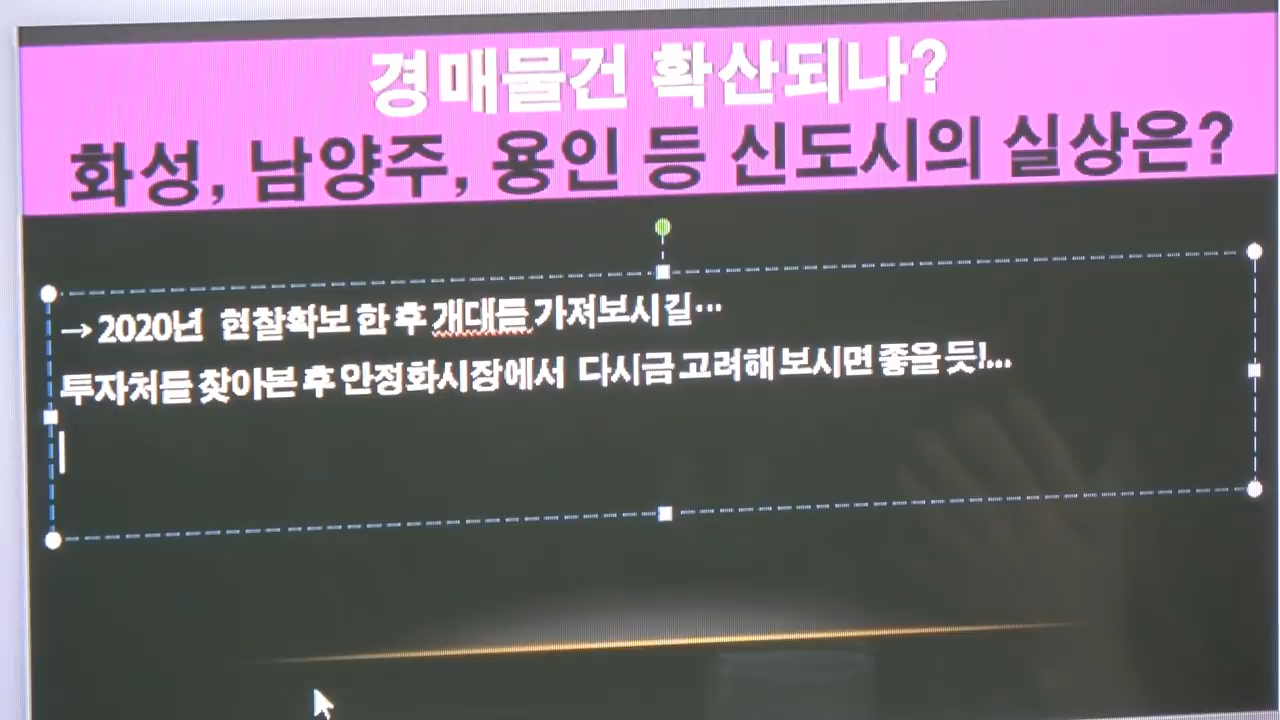 경매물건 확산되나?
화성, 남양주, 용인 등 신도시의 실상은?
→ 2020년 현찰확보 한 후 개대를 가져보시길…
투자처를 찾아본 후 안정화시장에서 다시금 고려해 보시면 좋을 듯!...